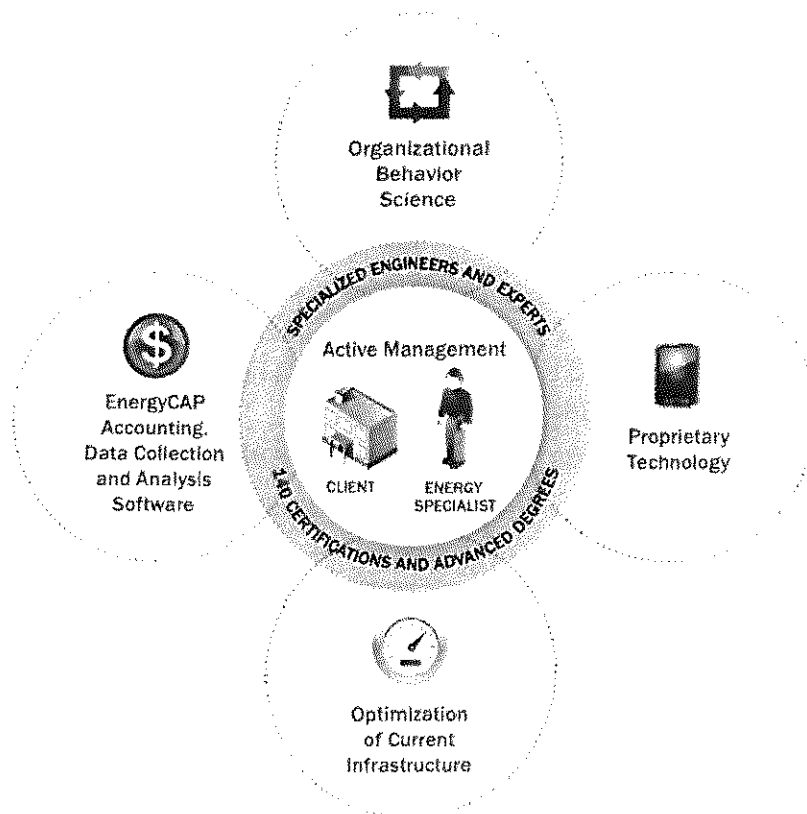 Organizational
Behavior
Science
SPECIALIZED ENGINEERS AND EXPERTS
Active Management
CLIENT
ENERGY
SPECIALIST
140 CERTIFICATIONS AND ADVANCED DEGREES
$
EnergyCAP
Accounting.
Data Collection
and Analysis
Software
Proprietary
Technology
Optimization
of Current
Infrastructure